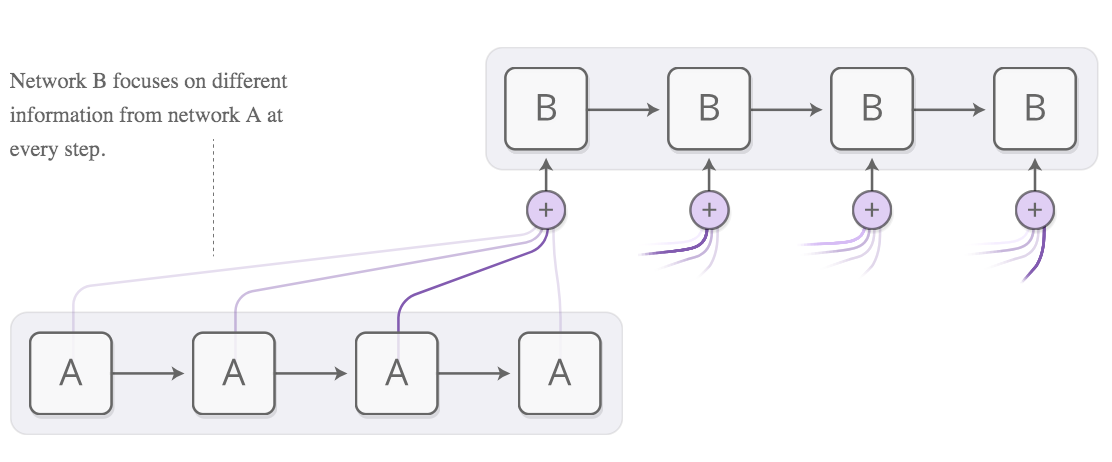 Network B focuses on different
information from network A at
every step.
B B B B
+ + + +
A A A A